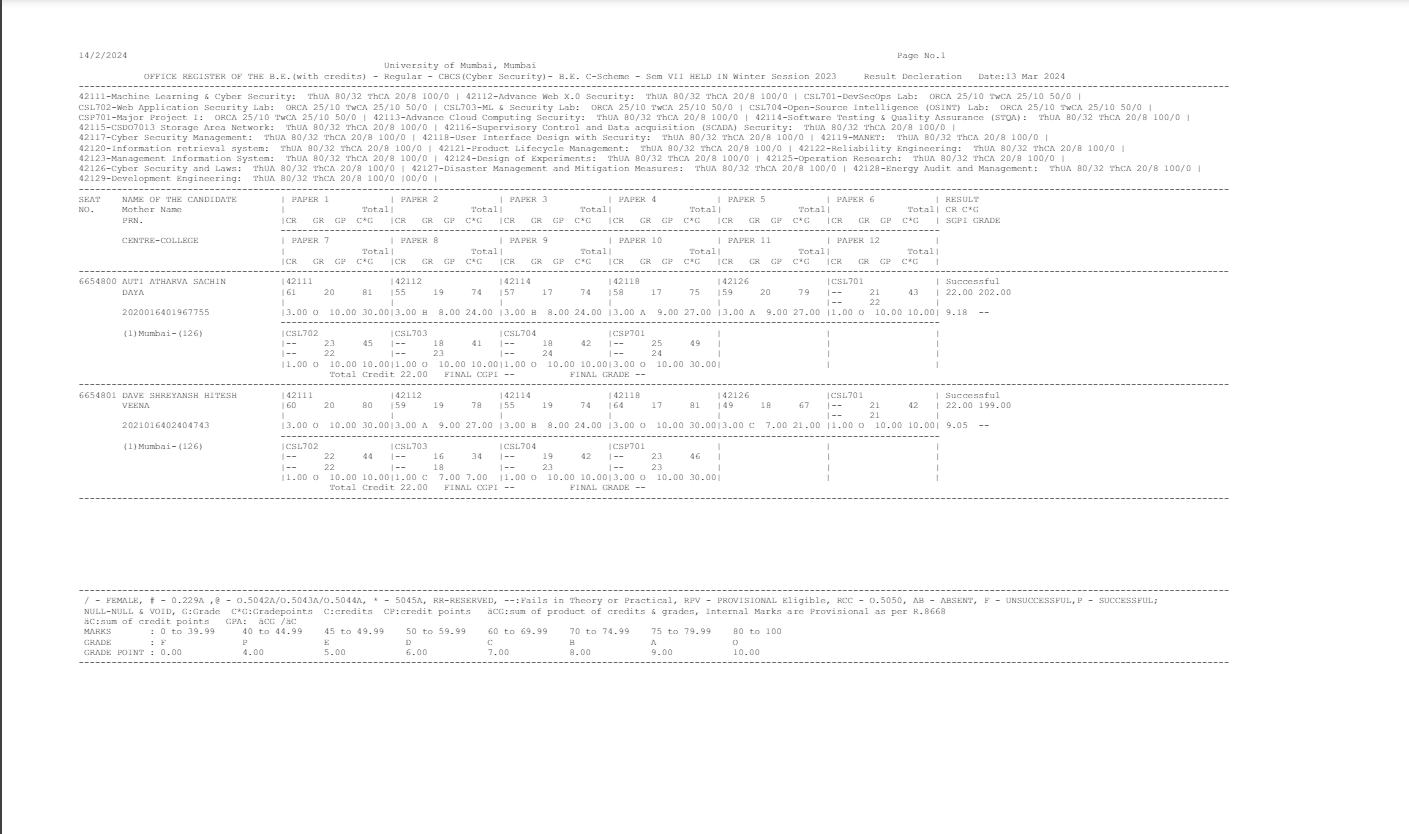 14/2/2024 Page No.1
University of Mumbai, Mumbai
OFFICE REGISTER OF THE B.E.(with credits) - Regular - CBCS(Cyber Security)- B.E. C-Scheme - Sem VII HELD IN Winter Session 2023 Result Decleration Date:13 Mar 2024
42111-Machine Learning & Cyber Security: ThUA 80/32 ThCA 20/8 100/0 | 42112-Advance Web X.0 Security: ThUA 80/32 ThCA 20/8 100/0 | CSL701-DevSecOps Lab: ORCA 25/10 TwCA 25/10 50/0 |
CSL702-Web Application Security Lab: ORCA 25/10 TwCA 25/10 50/0 | CSL703-ML & Security Lab: ORCA 25/10 TwCA 25/10 50/0 | CSL704-Open-Source Intelligence (OSINT) Lab: ORCA 25/10 TwCA 25/10 50/0 |
CSP701-Major Project I: ORCA 25/10 TwCA 25/10 50/0 | 42113-Advance Cloud Computing Security: ThUA 80/32 ThCA 20/8 100/0 | 42114-Software Testing & Quality Assurance (STQA): ThUA 80/32 ThCA 20/8 100/0 |
42115-CSDO7013 Storage Area Network: ThUA 80/32 ThCA 20/8 100/0 | 42116-Supervisory Control and Data acquisition (SCADA) Security: ThUA 80/32 ThCA 20/8 100/0 |
42117-Cyber Security Management: ThUA 80/32 ThCA 20/8 100/0 | 42118-User Interface Design with Security: ThUA 80/32 ThCA 20/8 100/0 | 42119-MANET: ThUA 80/32 ThCA 20/8 100/0 |
42120-Information retrieval system: ThUA 80/32 ThCA 20/8 100/0 | 42121-Product Lifecycle Management: ThUA 80/32 ThCA 20/8 100/0 | 42122-Reliability Engineering: ThUA 80/32 ThCA 20/8 100/0 |
42123-Management Information System: ThUA 80/32 ThCA 20/8 100/0 | 42124-Design of Experiments: ThUA 80/32 ThCA 20/8 100/0 | 42125-Operation Research: ThUA 80/32 ThCA 20/8 100/0 |
42126-Cyber Security and Laws: ThUA 80/32 ThCA 20/8 100/0 | 42127-Disaster Management and Mitigation Measures: ThUA 80/32 ThCA 20/8 100/0 | 42128-Energy Audit and Management: ThUA 80/32 ThCA 20/8 100/0 |
42129-Development Engineering: ThUA 80/32 ThCA 20/8 100/0 |00/0 |
SEAT NAME OF THE CANDIDATE | PAPER 1 | PAPER 2 | PAPER 3 | PAPER 4 | PAPER 5 | PAPER 6 | RESULT
NO. Mother Name | Total| Total| Total| Total| Total| Total| CR C*G
PRN. |CR GR GP C*G |CR GR GP C*G |CR GR GP C*G |CR GR GP C*G |CR GR GP C*G |CR GR GP C*G | SGPI GRADE
CENTRE-COLLEGE | PAPER 7 | PAPER 8 | PAPER 9 | PAPER 10 | PAPER 11 | PAPER 12 |
| Total| Total| Total| Total| Total| Total|
|CR GR GP C*G |CR GR GP C*G |CR GR GP C*G |CR GR GP C*G |CR GR GP C*G |CR GR GP C*G |
6654800 AUTI ATHARVA SACHIN |42111 |42112 |42114 |42118 |42126 |CSL701 | Successful
DAYA |61 20 81 |55 19 74 |57 17 74 |58 17 75 |59 20 79 |-- 21 43 | 22.00 202.00
| | | | | |-- 22 |
2020016401967755 |3.00 O 10.00 30.00|3.00 B 8.00 24.00 |3.00 B 8.00 24.00 |3.00 A 9.00 27.00 |3.00 A 9.00 27.00 |1.00 O 10.00 10.00| 9.18 --
(1)Mumbai-(126) |CSL702 |CSL703 |CSL704 |CSP701 | | |
|-- 23 45 |-- 18 41 |-- 18 42 |-- 25 49 | | |
|-- 22 |-- 23 |-- 24 |-- 24 | | |
|1.00 O 10.00 10.00|1.00 O 10.00 10.00|1.00 O 10.00 10.00|3.00 O 10.00 30.00| | |
Total Credit 22.00 FINAL CGPI -- FINAL GRADE --
6654801 DAVE SHREYANSH HITESH |42111 |42112 |42114 |42118 |42126 |CSL701 | Successful
VEENA |60 20 80 |59 19 78 |55 19 74 |64 17 81 |49 18 67 |-- 21 42 | 22.00 199.00
| | | | | |-- 21 |
2021016402404743 |3.00 O 10.00 30.00|3.00 A 9.00 27.00 |3.00 B 8.00 24.00 |3.00 O 10.00 30.00|3.00 C 7.00 21.00 |1.00 O 10.00 10.00| 9.05 --
(1)Mumbai-(126) |CSL702 |CSL703 |CSL704 |CSP701 | | |
|-- 22 44 |-- 16 34 |-- 19 42 |-- 23 46 | | |
|-- 22 |-- 18 |-- 23 |-- 23 | | |
|1.00 O 10.00 10.00|1.00 C 7.00 7.00 |1.00 O 10.00 10.00|3.00 O 10.00 30.00| | |
Total Credit 22.00 FINAL CGPI -- FINAL GRADE --
/ - FEMALE, # - 0.229A ,@ - O.5042A/O.5043A/O.5044A, * - 5045A, RR-RESERVED, --:Fails in Theory or Practical, RPV - PROVISIONAL Eligible, RCC - O.5050, AB - ABSENT, F - UNSUCCESSFUL,P - SUCCESSFUL;
NULL-NULL & VOID, G:Grade C*G:Gradepoints C:credits CP:credit points äCG:sum of product of credits & grades, Internal Marks are Provisional as per R.8668
äC:sum of credit points GPA: äCG /äC
MARKS : 0 to 39.99 40 to 44.99 45 to 49.99 50 to 59.99 60 to 69.99 70 to 74.99 75 to 79.99 80 to 100
GRADE : F P E D C B A O
GRADE POINT : 0.00 4.00 5.00 6.00 7.00 8.00 9.00 10.00